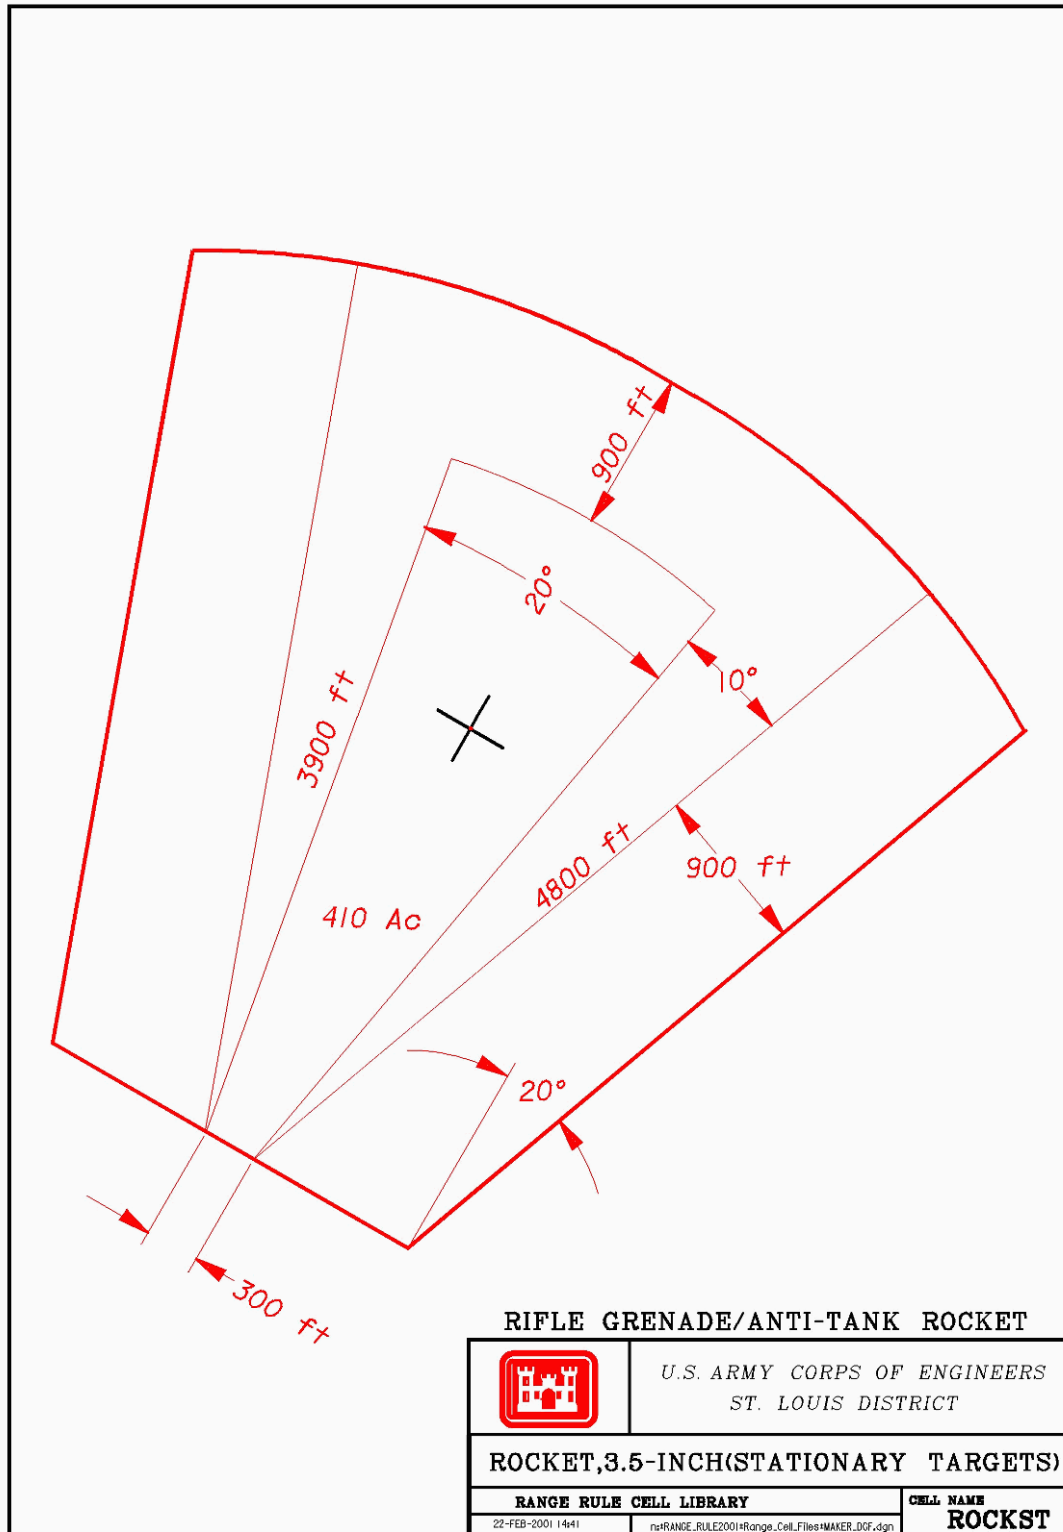 900 ft
20°
10°
3900 ft
4800 ft
900 ft
410 Ac
20°
300 ft
RIFLE GRENADE/ANTI-TANK ROCKET
U.S. ARMY CORPS OF ENGINEERS
ST. LOUIS DISTRICT
ROCKET,3.5-INCH(STATIONARY TARGETS)
RANGE RULE CELL LIBRARY
CELL NAME
ROCKST
22-FEB-2001 14:41